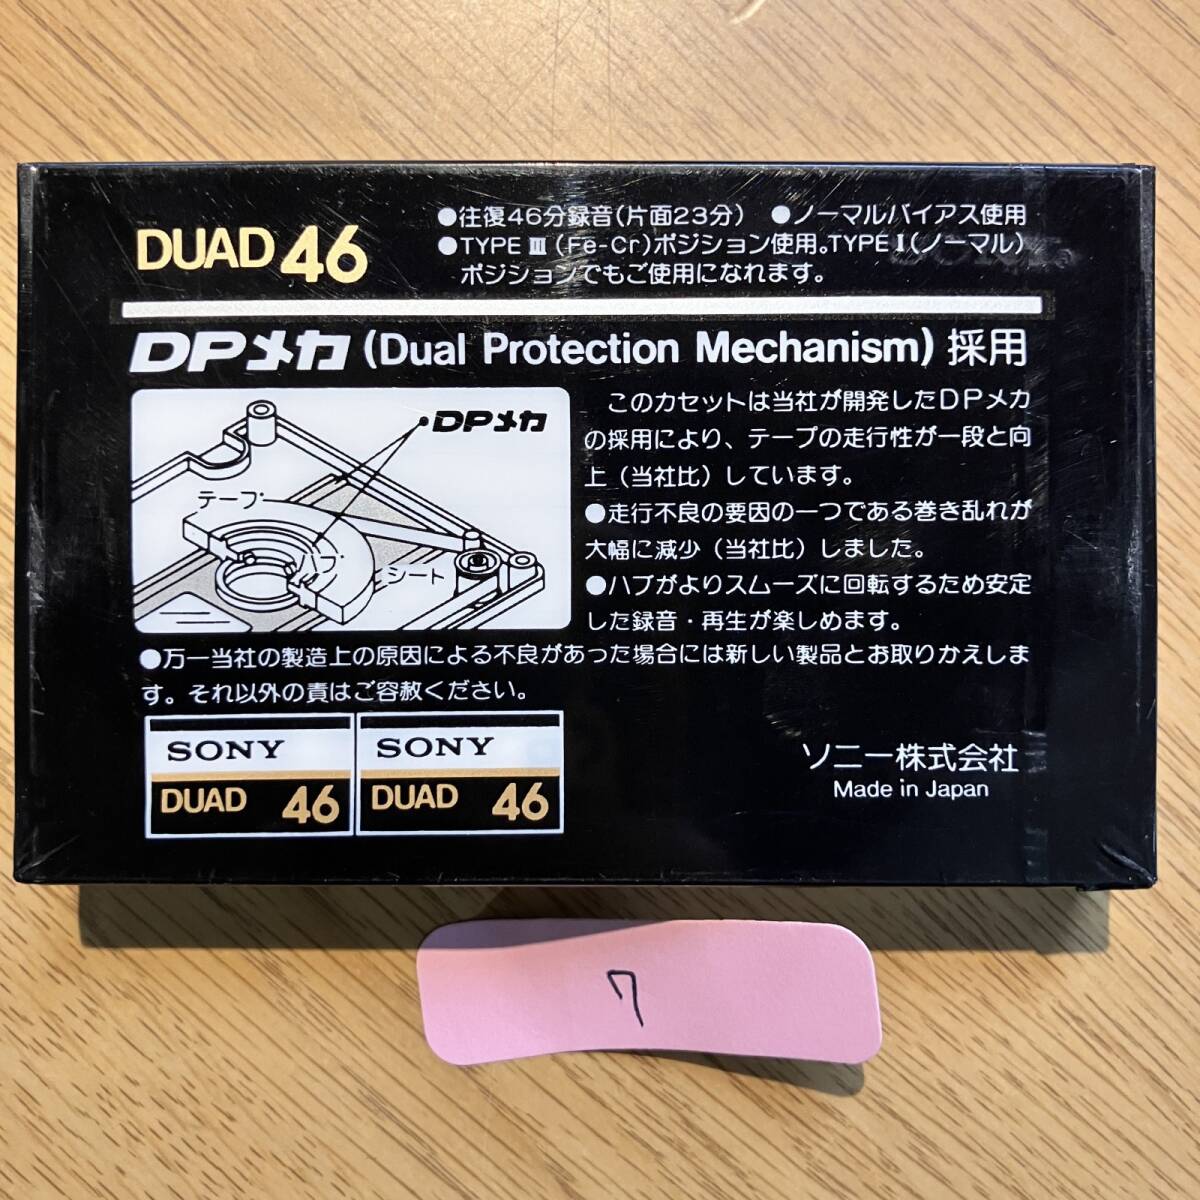 DUAD 46
●往復46分録音(片面23分) ●ノーマルバイアス使用
●TYPE Ⅲ(Fe-Cr)ポジション使用。TYPE Ⅰ(ノーマル)
ポジションでもご使用になれます。
DPメカ(Dual Protection Mechanism)採用
DPメカ
テープ
ハブ
シート
このカセットは当社が開発したDPメカ
の採用により、テープの走行性が一段と向
上(当社比)しています。
●走行不良の要因の一つである巻き乱れが
大幅に減少(当社比)しました。
●ハブがよりスムーズに回転するため安定
した録音・再生が楽しめます。
●万一当社の製造上の原因による不良があった場合には新しい製品とお取りかえしま
す。それ以外の責はご容赦ください。
SONY
DUAD 46
SONY
DUAD 46
ソニー株式会社
Made in Japan
7